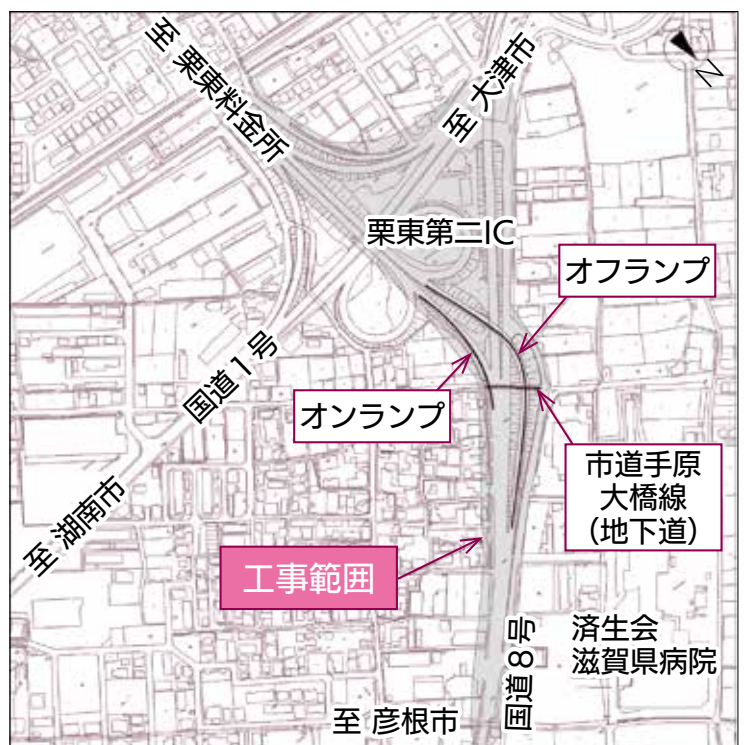 至 栗東料金所
至 大津市
N
栗東第二IC
オフランプ
国道1号
オンランプ
市道手原
大橋線
(地下道)
至 湖南市
工事範囲
国道8号
済生会
滋賀県病院
至 彦根市